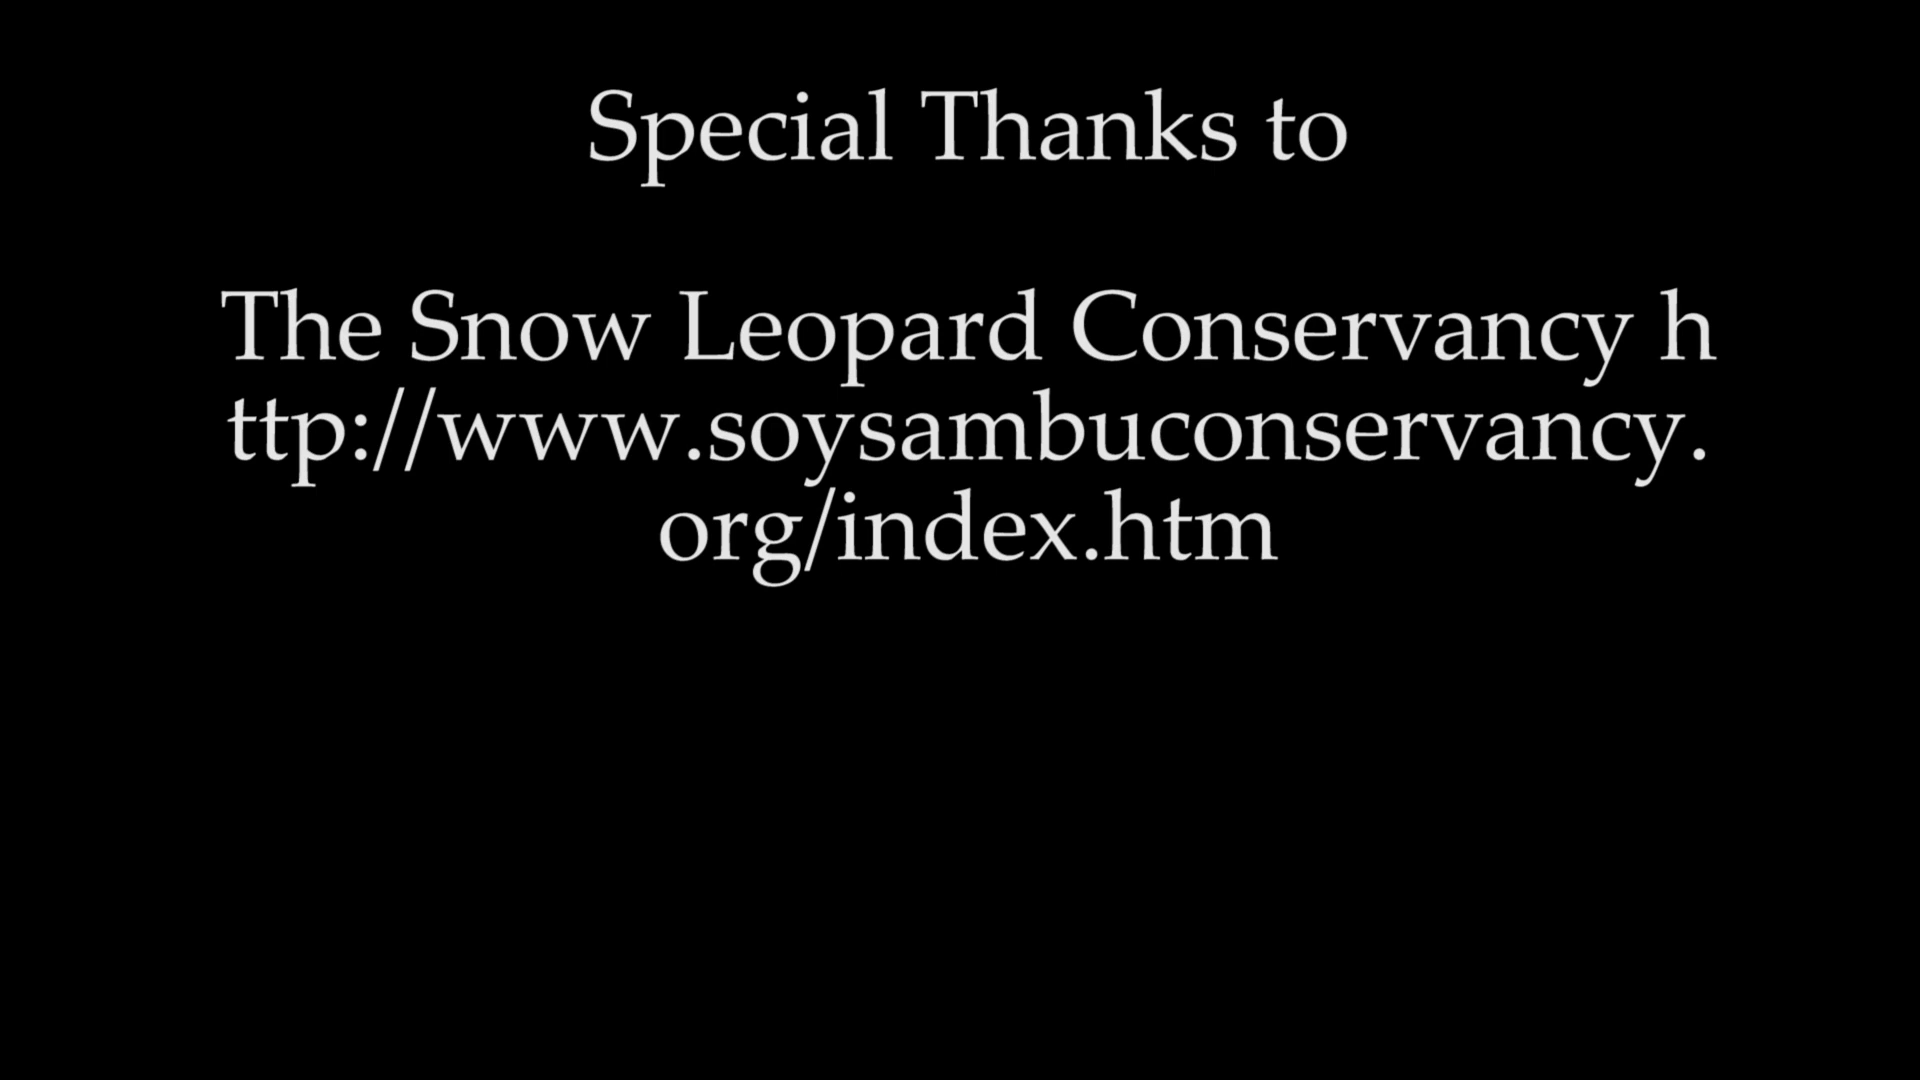 Special Thanks to
The Snow Leopard Conservancy h
ttp://www.soysambuconservancy.
org/index.htm